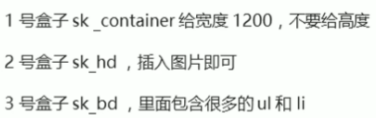 1 号盒子 sk _container 给宽度 1200，不要给高度
2 号盒子 sk_hd ，插入图片即可
3 号盒子 sk_bd ，里面包含很多的 ul 和 li